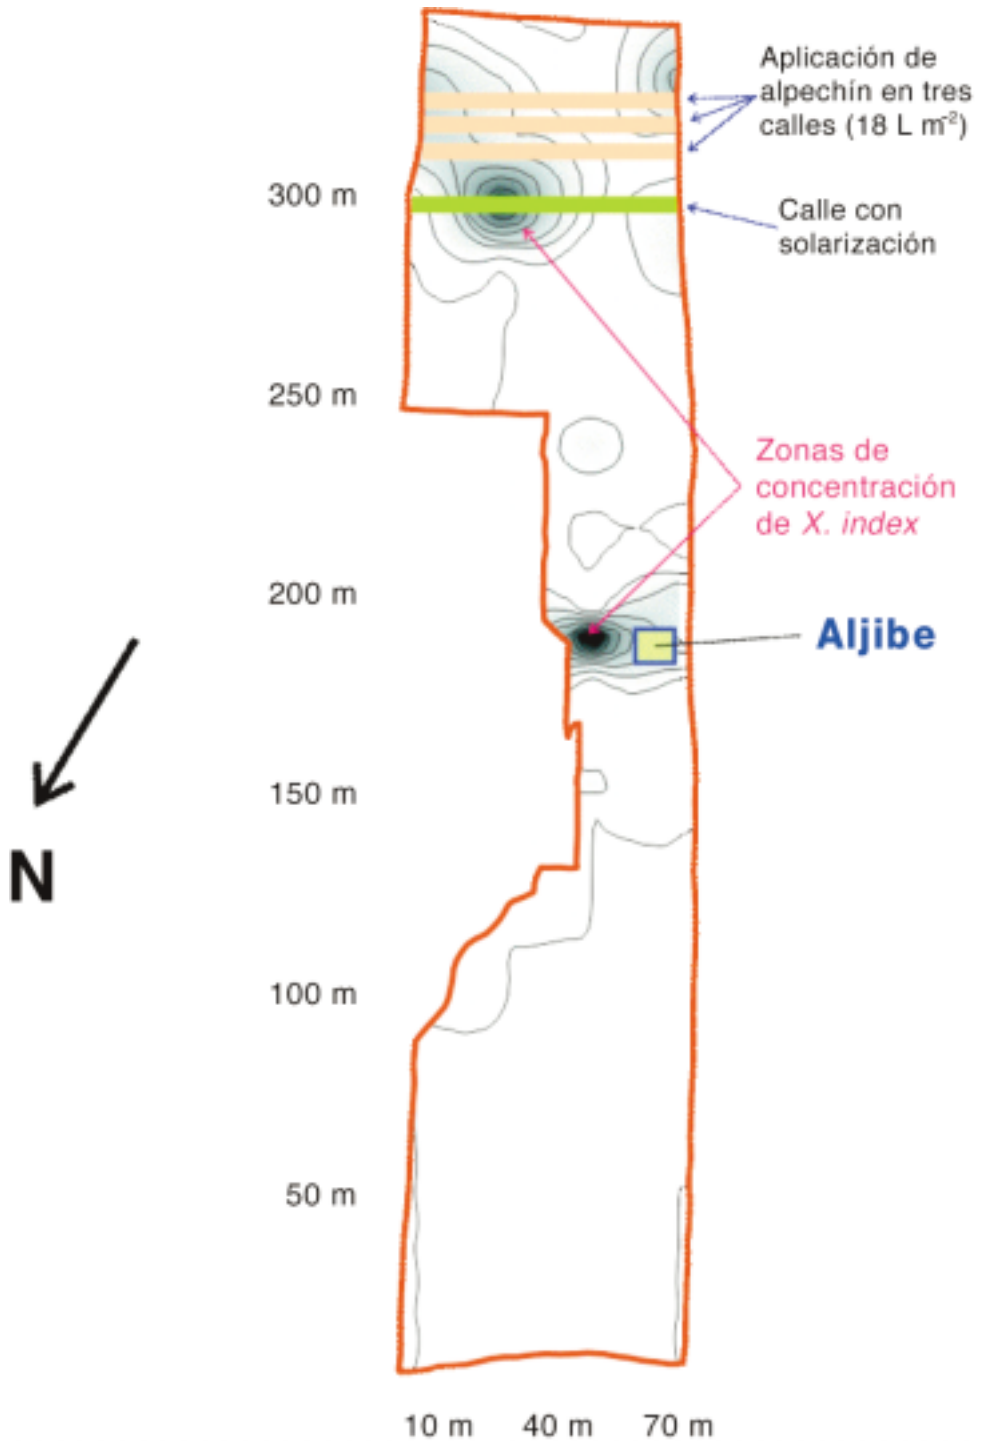 Aplicación de
alpechín en tres
calles (18 L m⁻²)
300 m
Calle con
solarización
250 m
Zonas de
concentración
de X. index
200 m
Aljibe
150 m
N
100 m
50 m
10 m 40 m 70 m